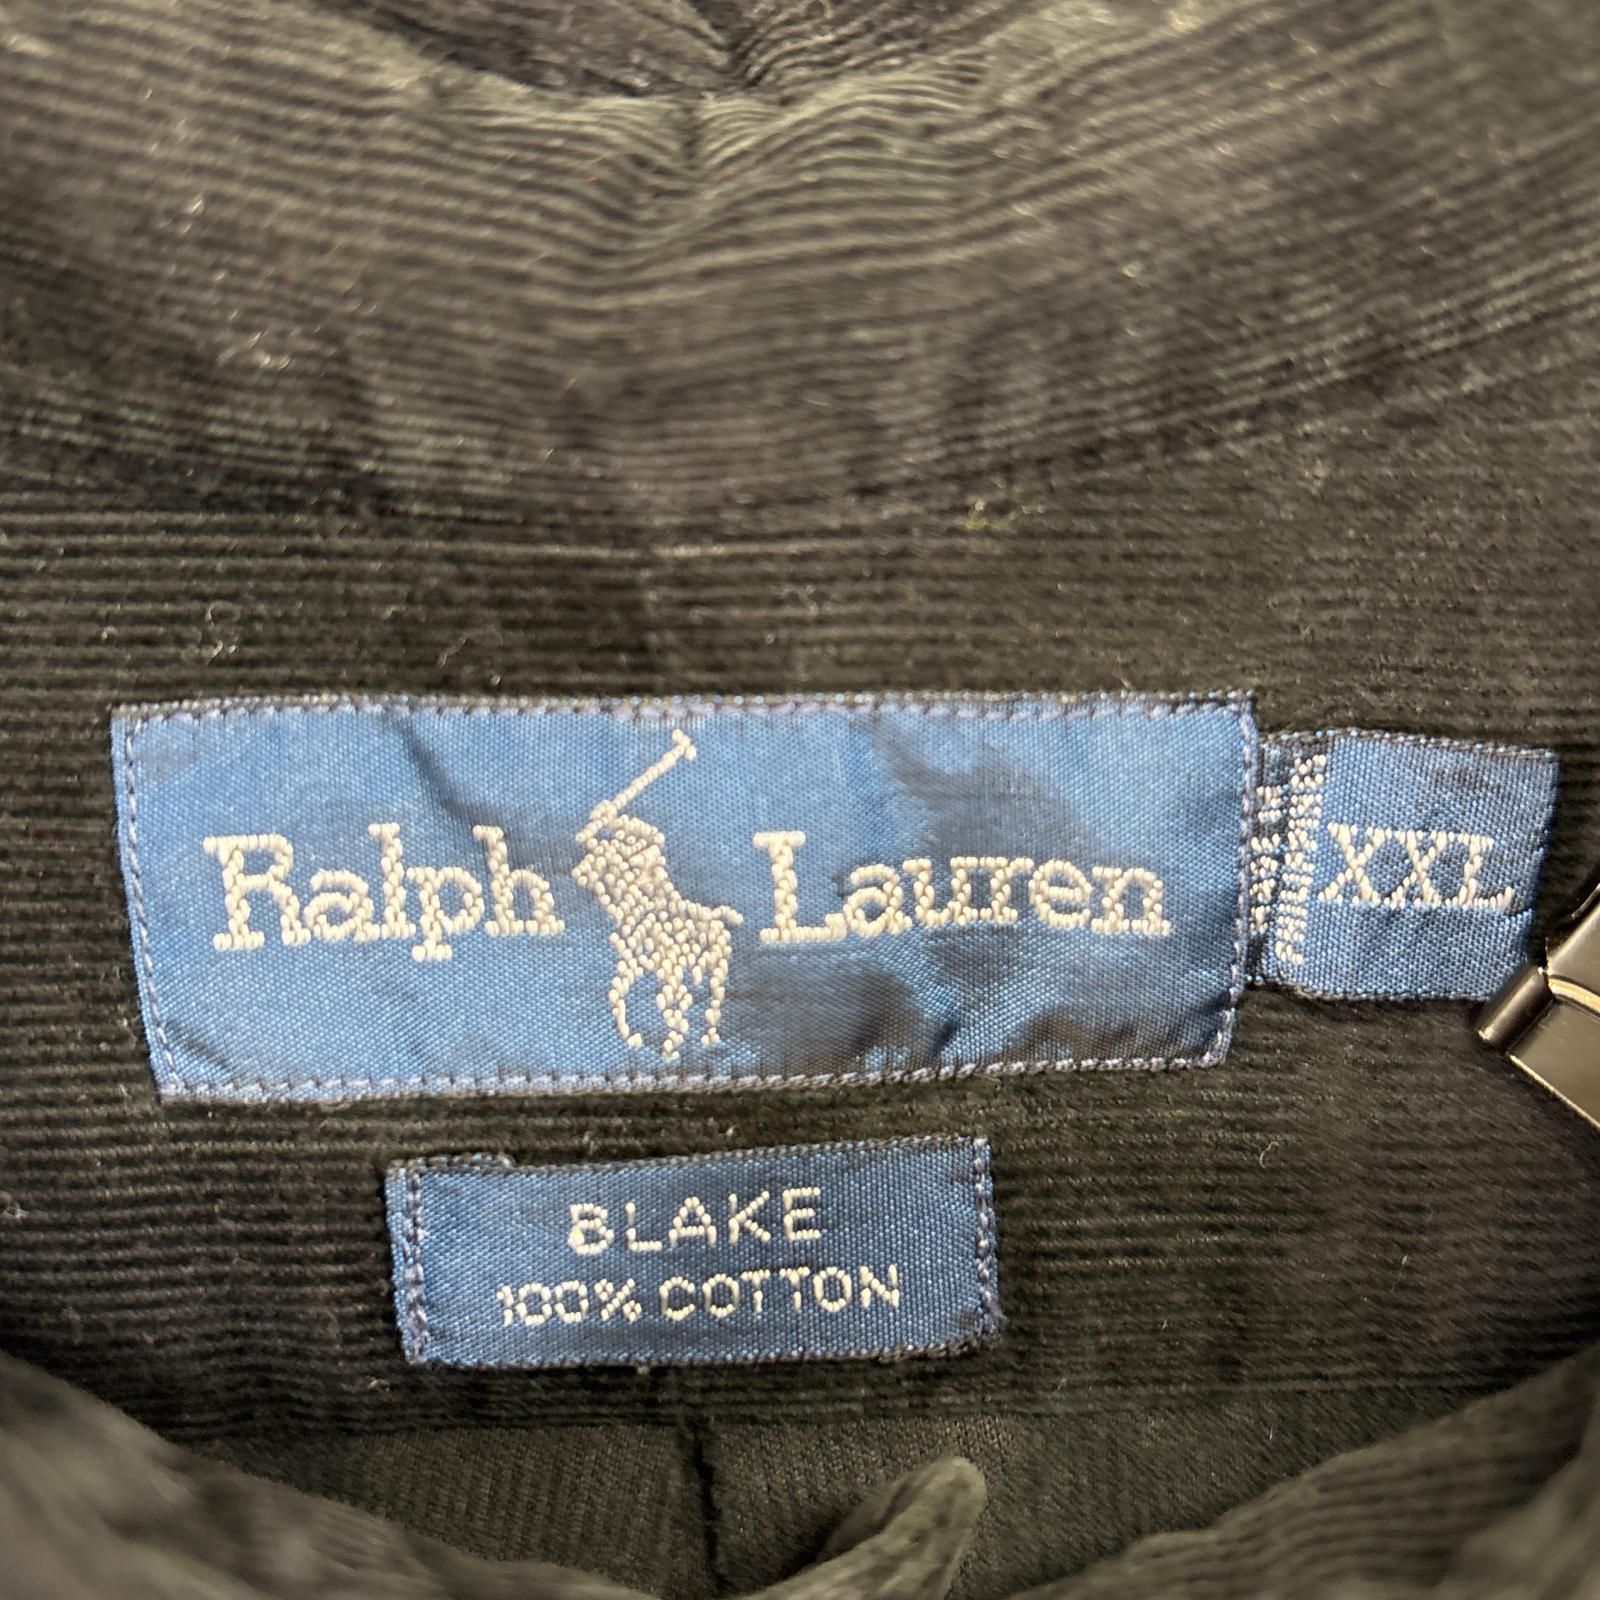 Ralph Lauren
XXL
BLAKE
100% COTTON